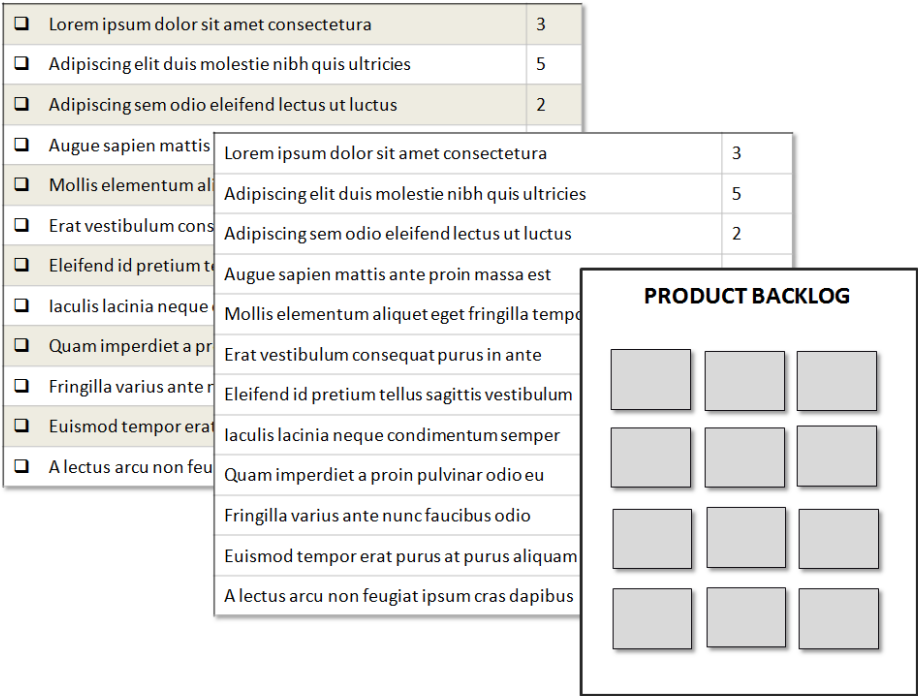 ❑ Lorem ipsum dolor sit amet consectetura 3
❑ Adipiscing elit duis molestie nibh quis ultricies 5
❑ Adipiscing sem odio eleifend lectus ut luctus 2
❑ Augue sapien mattis
❑ Mollis elementum ali
❑ Erat vestibulum cons
❑ Eleifend id pretium te
❑ Iaculis lacinia neque
❑ Quam imperdiet a pr
❑ Fringilla varius ante n
❑ Euismod tempor erat
❑ A lectus arcu non feu
Lorem ipsum dolor sit amet consectetura 3
Adipiscing elit duis molestie nibh quis ultricies 5
Adipiscing sem odio eleifend lectus ut luctus 2
Augue sapien mattis ante proin massa est
Mollis elementum aliquet eget fringilla tempo
Erat vestibulum consequat purus in ante
Eleifend id pretium tellus sagittis vestibulum
Iaculis lacinia neque condimentum semper
Quam imperdiet a proin pulvinar odio eu
Fringilla varius ante nunc faucibus odio
Euismod tempor erat purus at purus aliquam
A lectus arcu non feugiat ipsum cras dapibus
PRODUCT BACKLOG